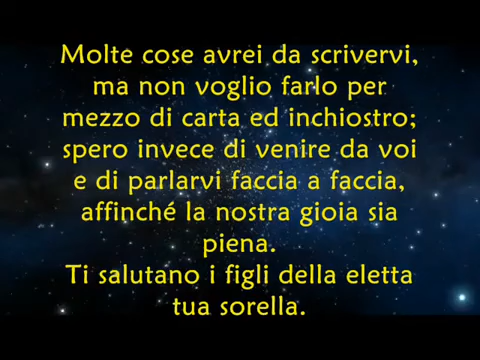 Molte cose avrei da scrivervi,
ma non voglio farlo per
mezzo di carta ed inchiostro;
spero invece di venire da voi
e di parlarvi faccia a faccia,
affinché la nostra gioia sia
piena.
Ti salutano i figli della eletta
tua sorella.